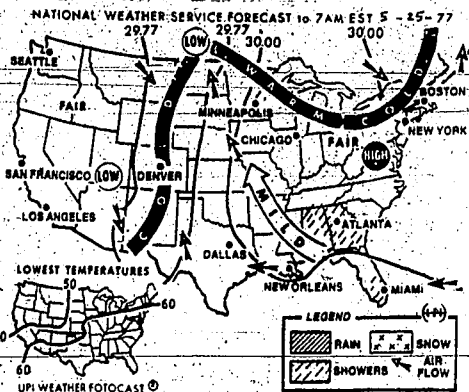 NATIONAL WEATHER SERVICE FORECAST to 7AM EST 5-25-77
29.77
LOW
29.77
30.00
30.00
SEATTLE
WARM
COLD
BOSTON
MINNEAPOLIS
NEW YORK
FAIR
COLD
CHICAGO
FAIR
HIGH
SAN FRANCISCO
LOW
DENVER
MILD
LOS ANGELES
ATLANTA
DALLAS
NEW ORLEANS
MIAMI
LOWEST TEMPERATURES
50
60
60
LEGEND
RAIN
SNOW
SHOWERS
AIR FLOW
UPI WEATHER FOTOCAST ®